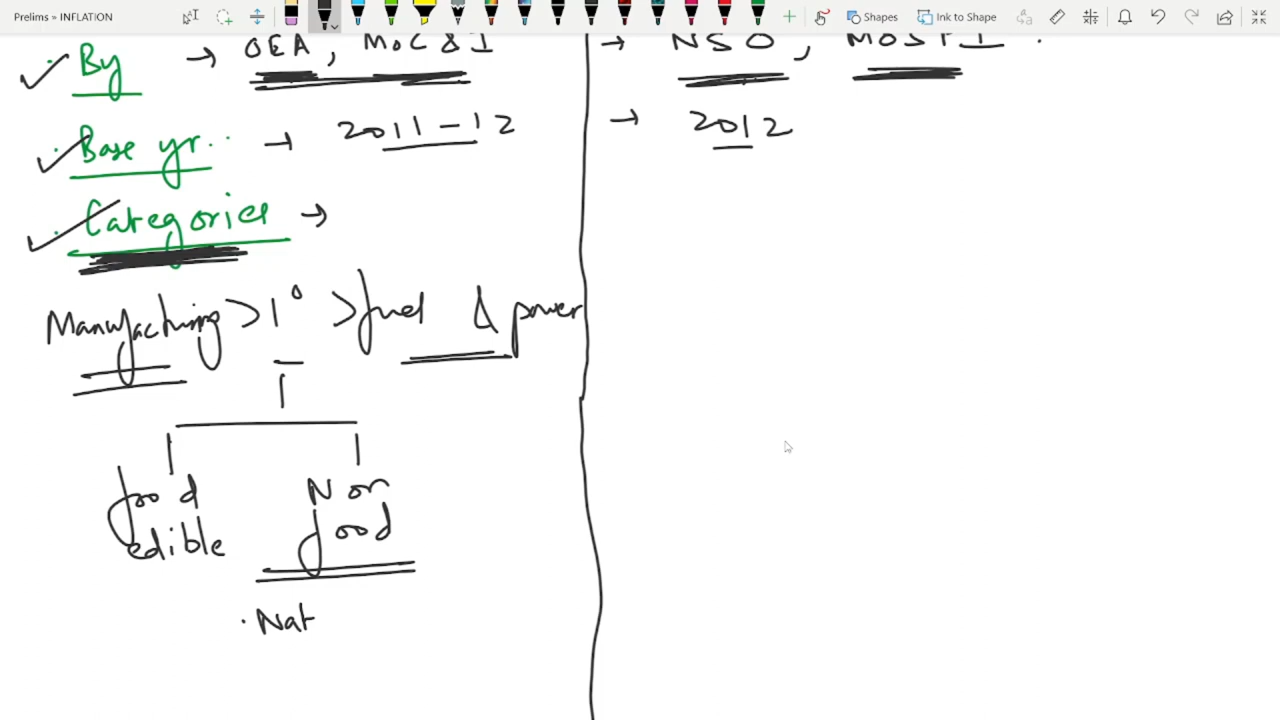 Prelims » INFLATION
Shapes
Ink to Shape
By → OEA, MoC & I → NSO, MOSPI.
Base yr.. → 2011-12 → 2012
Categories →
Manufacturing > 1° > fuel & power
food Non
edible food
. Nat